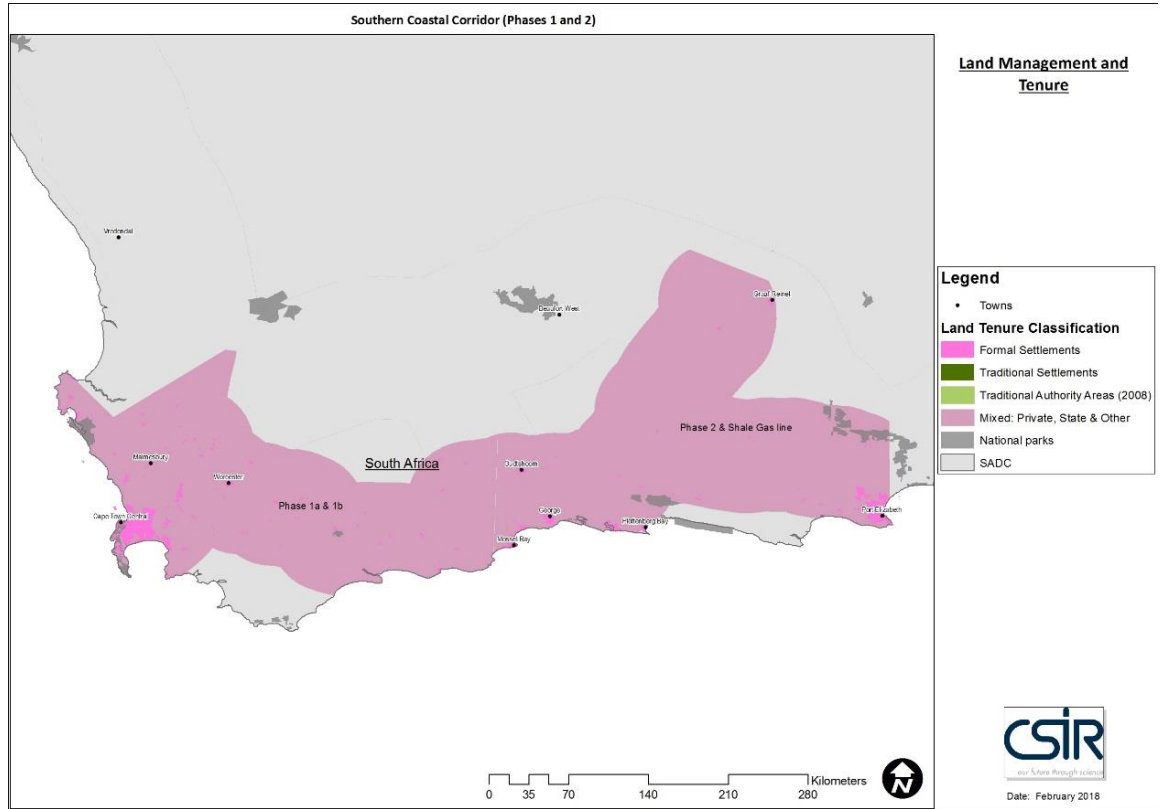 Southern Coastal Corridor (Phases 1 and 2)
Land Management and
Tenure
Vredendal
Graaf Reinet
Beaufort West
Legend
Towns
Land Tenure Classification
Formal Settlements
Traditional Settlements
Traditional Authority Areas (2008)
Mixed: Private, State & Other
National parks
SADC
Phase 2 & Shale Gas line
Malmesbury
South Africa
Oudtshoorn
Worcester
Phase 1a & 1b
George
Port Elizabeth
Cape Town Central
Plettenberg Bay
Mossel Bay
CSIR
our future through science
Kilometers
0 35 70 140 210 280
N
Date: February 2018